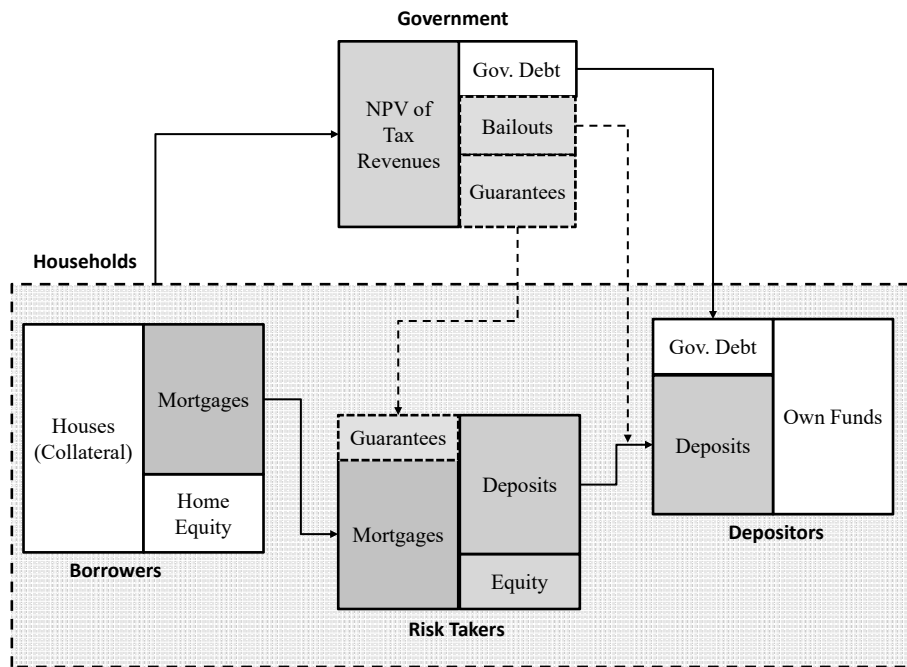 Government
NPV of
Tax
Revenues
Gov. Debt
Bailouts
Guarantees
Households
Houses
(Collateral)
Mortgages
Home
Equity
Borrowers
Guarantees
Mortgages
Deposits
Equity
Risk Takers
Gov. Debt
Deposits
Own Funds
Depositors